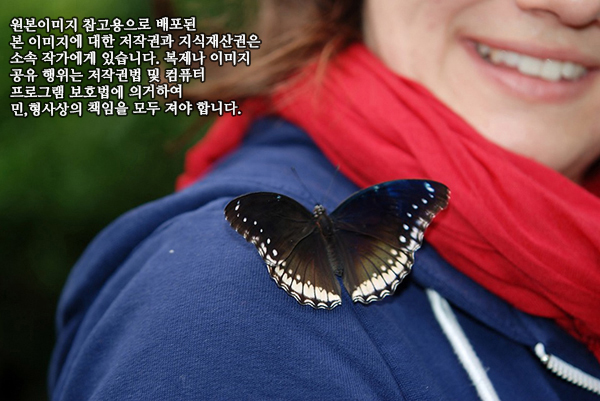 원본이미지 참고용으로 배포된
본 이미지에 대한 저작권과 지식재산권은
소속 작가에게 있습니다. 복제나 이미지
공유 행위는 저작권법 및 컴퓨터
프로그램 보호법에 의거하여
민,형사상의 책임을 모두 져야 합니다.